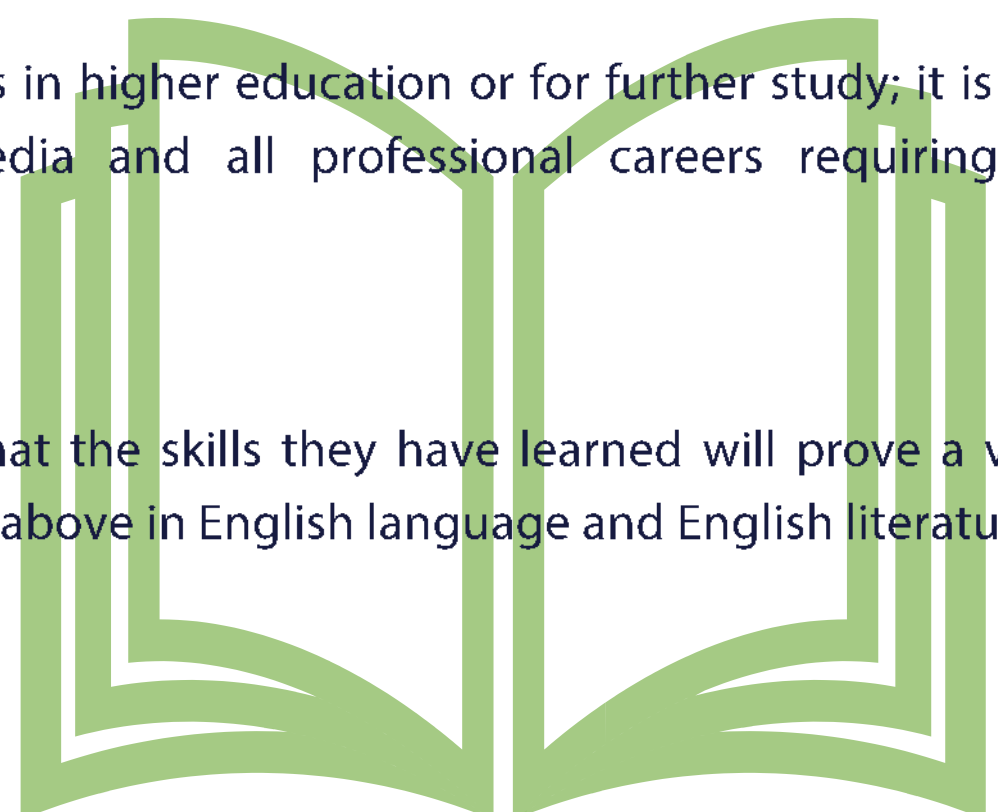 s in higher education or for further study; it is
edia and all professional careers requiring
hat the skills they have learned will prove a v
above in English language and English literatu